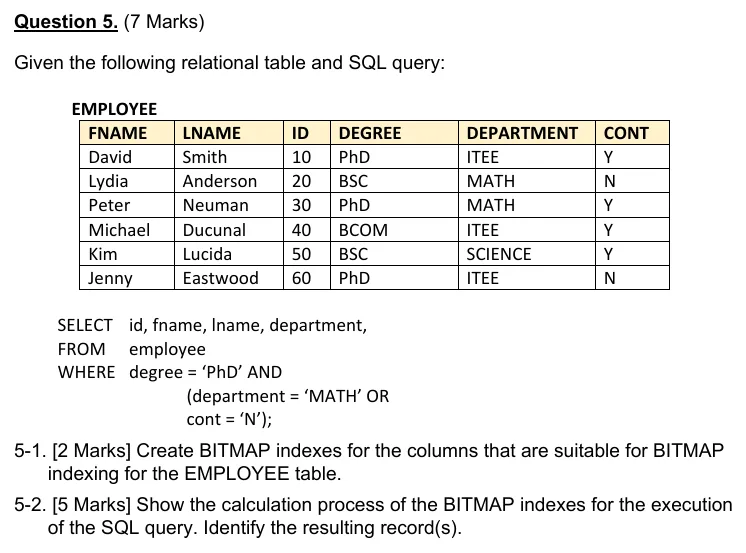 Question 5. (7 Marks)
Given the following relational table and SQL query:
EMPLOYEE
FNAME LNAME ID DEGREE DEPARTMENT CONT
David Smith 10 PhD ITEE Y
Lydia Anderson 20 BSC MATH N
Peter Neuman 30 PhD MATH Y
Michael Ducunal 40 BCOM ITEE Y
Kim Lucida 50 BSC SCIENCE Y
Jenny Eastwood 60 PhD ITEE N
SELECT id, fname, lname, department,
FROM employee
WHERE degree = ‘PhD’ AND
(department = ‘MATH’ OR
cont = ‘N’);
5-1. [2 Marks] Create BITMAP indexes for the columns that are suitable for BITMAP
indexing for the EMPLOYEE table.
5-2. [5 Marks] Show the calculation process of the BITMAP indexes for the execution
of the SQL query. Identify the resulting record(s).